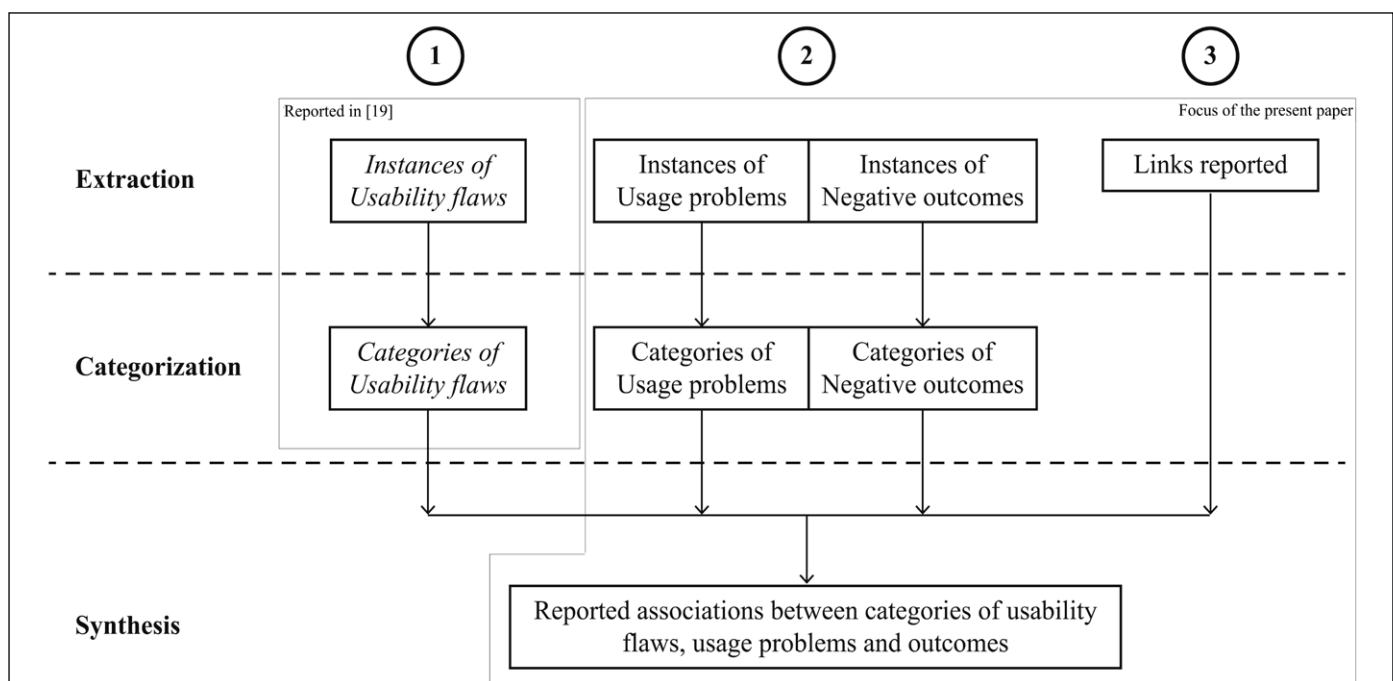 1
2
3
Reported in [19]
Focus of the present paper
Extraction
Instances of
Usability flaws
Instances of
Usage problems
Instances of
Negative outcomes
Links reported
Categorization
Categories of
Usability flaws
Categories of
Usage problems
Categories of
Negative outcomes
Synthesis
Reported associations between categories of usability
flaws, usage problems and outcomes